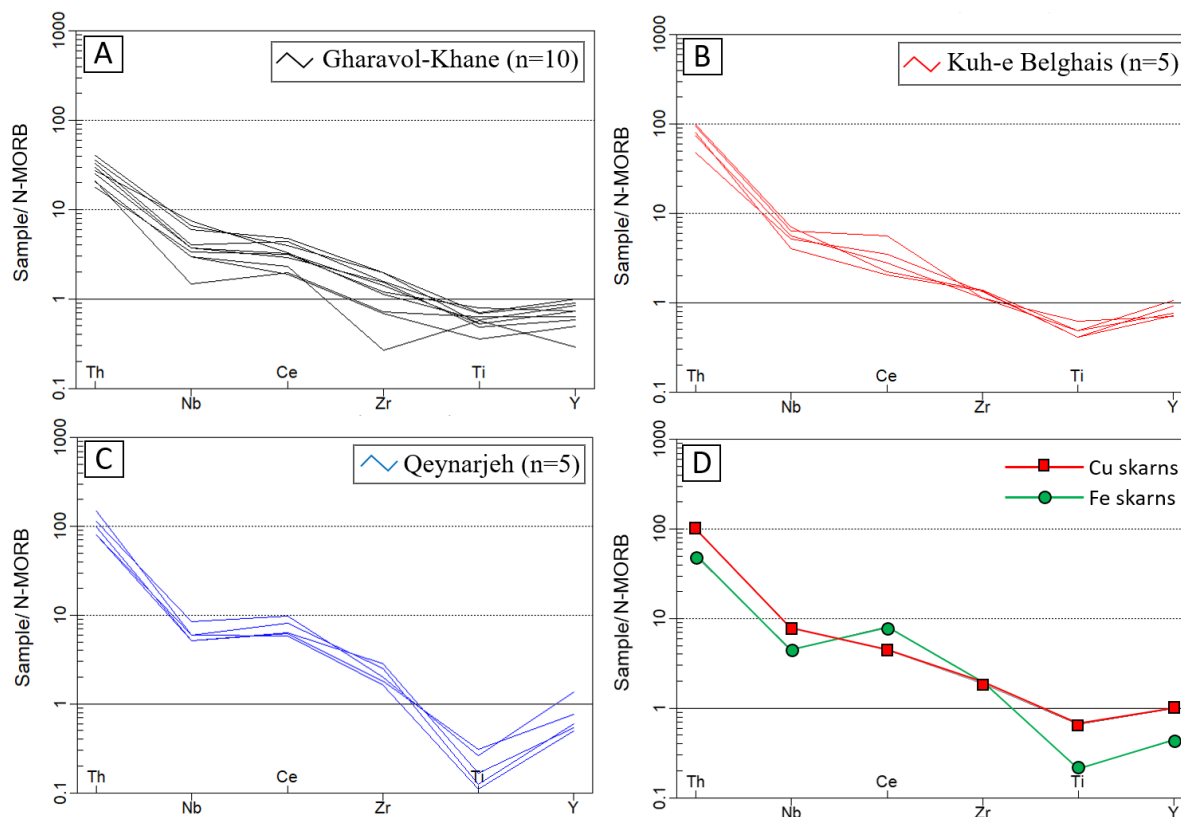 A
Gharavol-Khane (n=10)
Sample/ N-MORB
1000
100
10
1
0.1
Th
Nb
Ce
Zr
Ti
Y
B
Kuh-e Belghais (n=5)
Sample/ N-MORB
1000
100
10
1
0.1
Th
Nb
Ce
Zr
Ti
Y
C
Qeynarjeh (n=5)
Sample/ N-MORB
1000
100
10
1
0.1
Th
Nb
Ce
Zr
Ti
Y
D
Cu skarns
Fe skarns
Sample/ N-MORB
1000
100
10
1
0.1
Th
Nb
Ce
Zr
Ti
Y